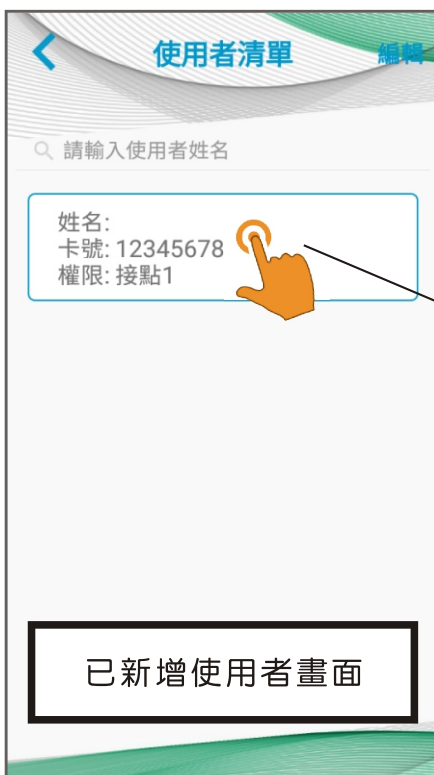 使用者清單 編輯
請輸入使用者姓名
姓名:
卡號: 12345678
權限: 接點1
已新增使用者畫面